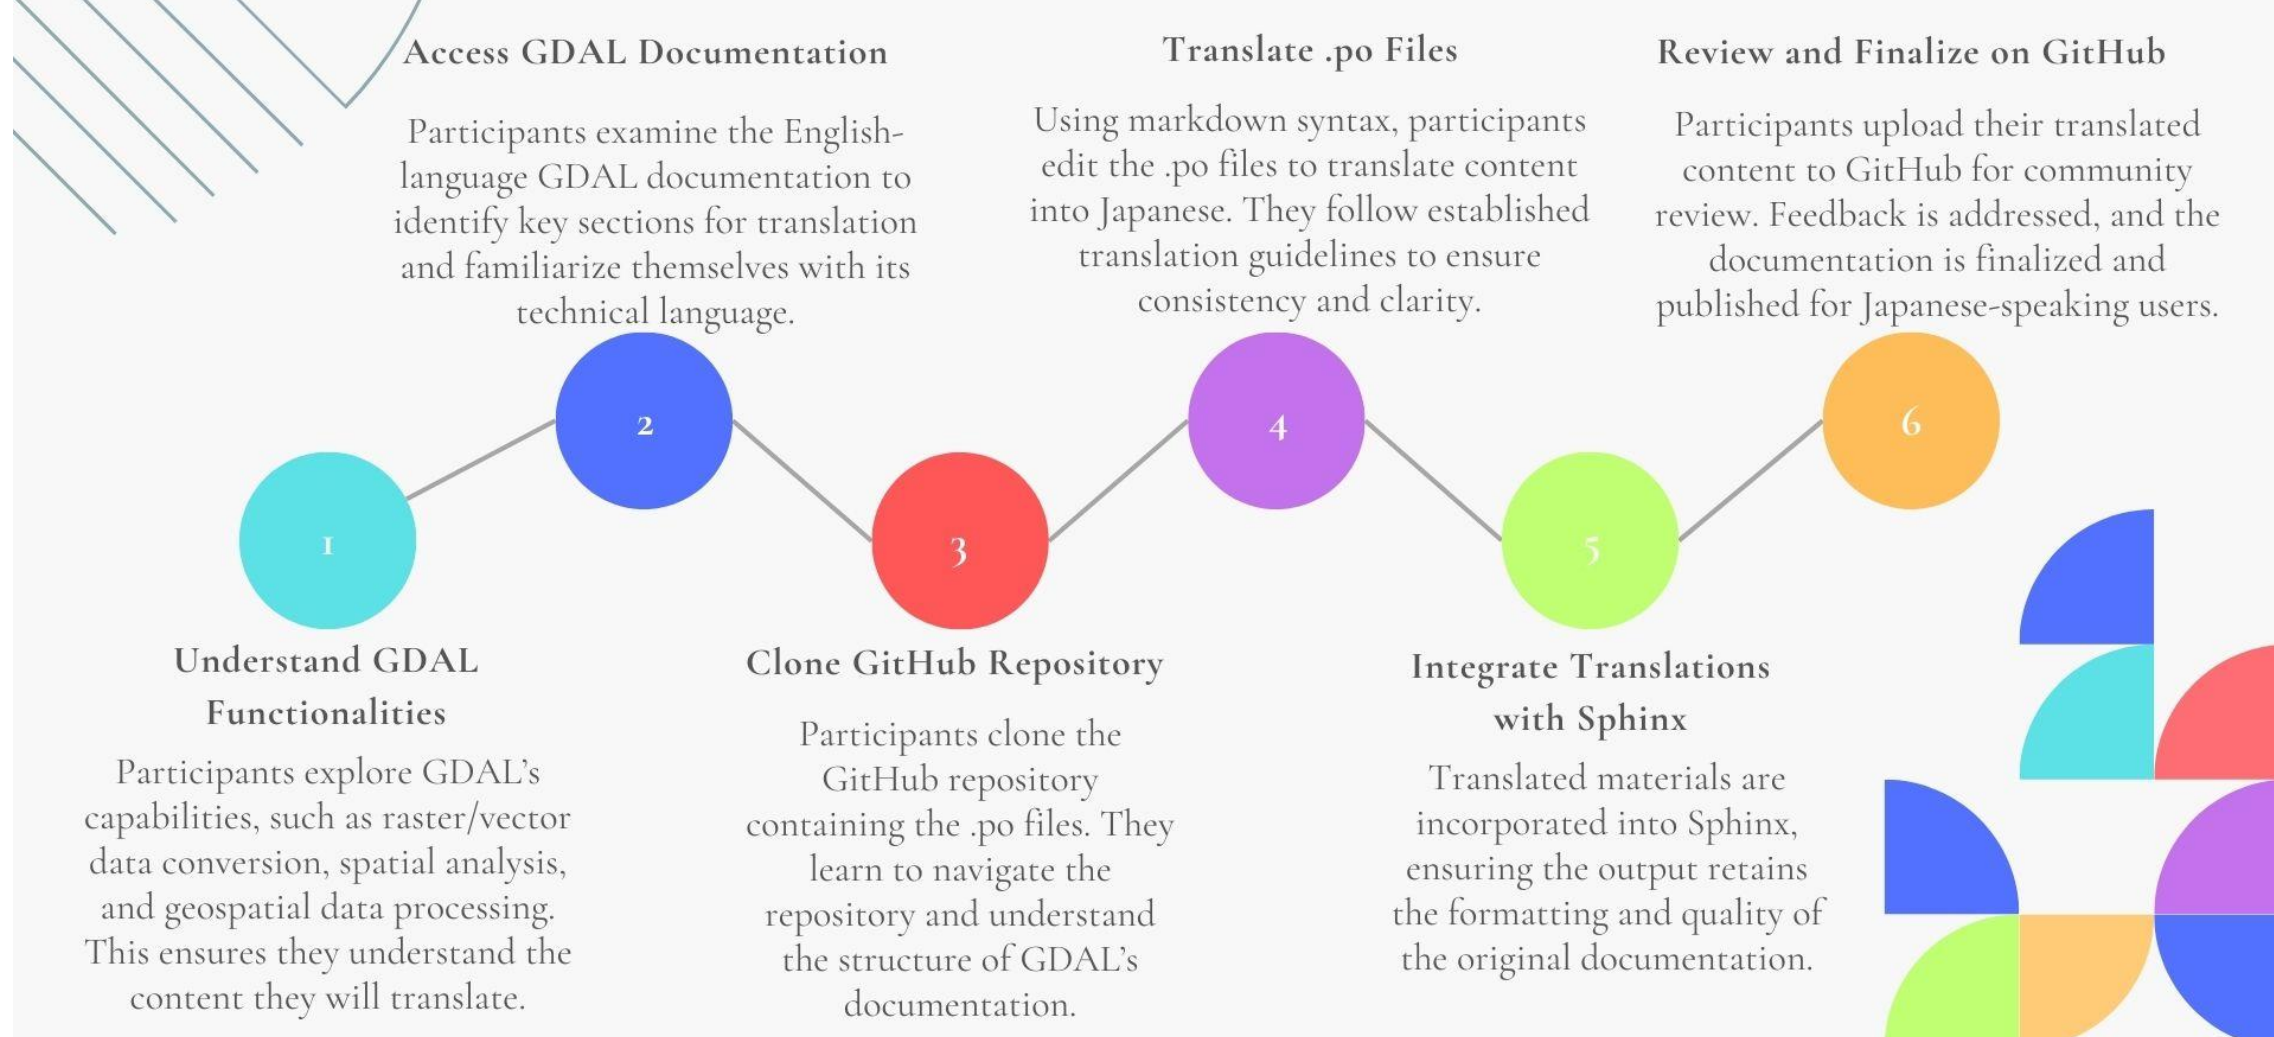 1
Understand GDAL
Functionalities
Participants explore GDAL’s
capabilities, such as raster/vector
data conversion, spatial analysis,
and geospatial data processing.
This ensures they understand the
content they will translate.
Access GDAL Documentation
Participants examine the English-
language GDAL documentation to
identify key sections for translation
and familiarize themselves with its
technical language.
2
3
Clone GitHub Repository
Participants clone the
GitHub repository
containing the .po files. They
learn to navigate the
repository and understand
the structure of GDAL’s
documentation.
Translate .po Files
Using markdown syntax, participants
edit the .po files to translate content
into Japanese. They follow established
translation guidelines to ensure
consistency and clarity.
4
5
Integrate Translations
with Sphinx
Translated materials are
incorporated into Sphinx,
ensuring the output retains
the formatting and quality of
the original documentation.
Review and Finalize on GitHub
Participants upload their translated
content to GitHub for community
review. Feedback is addressed, and the
documentation is finalized and
published for Japanese-speaking users.
6